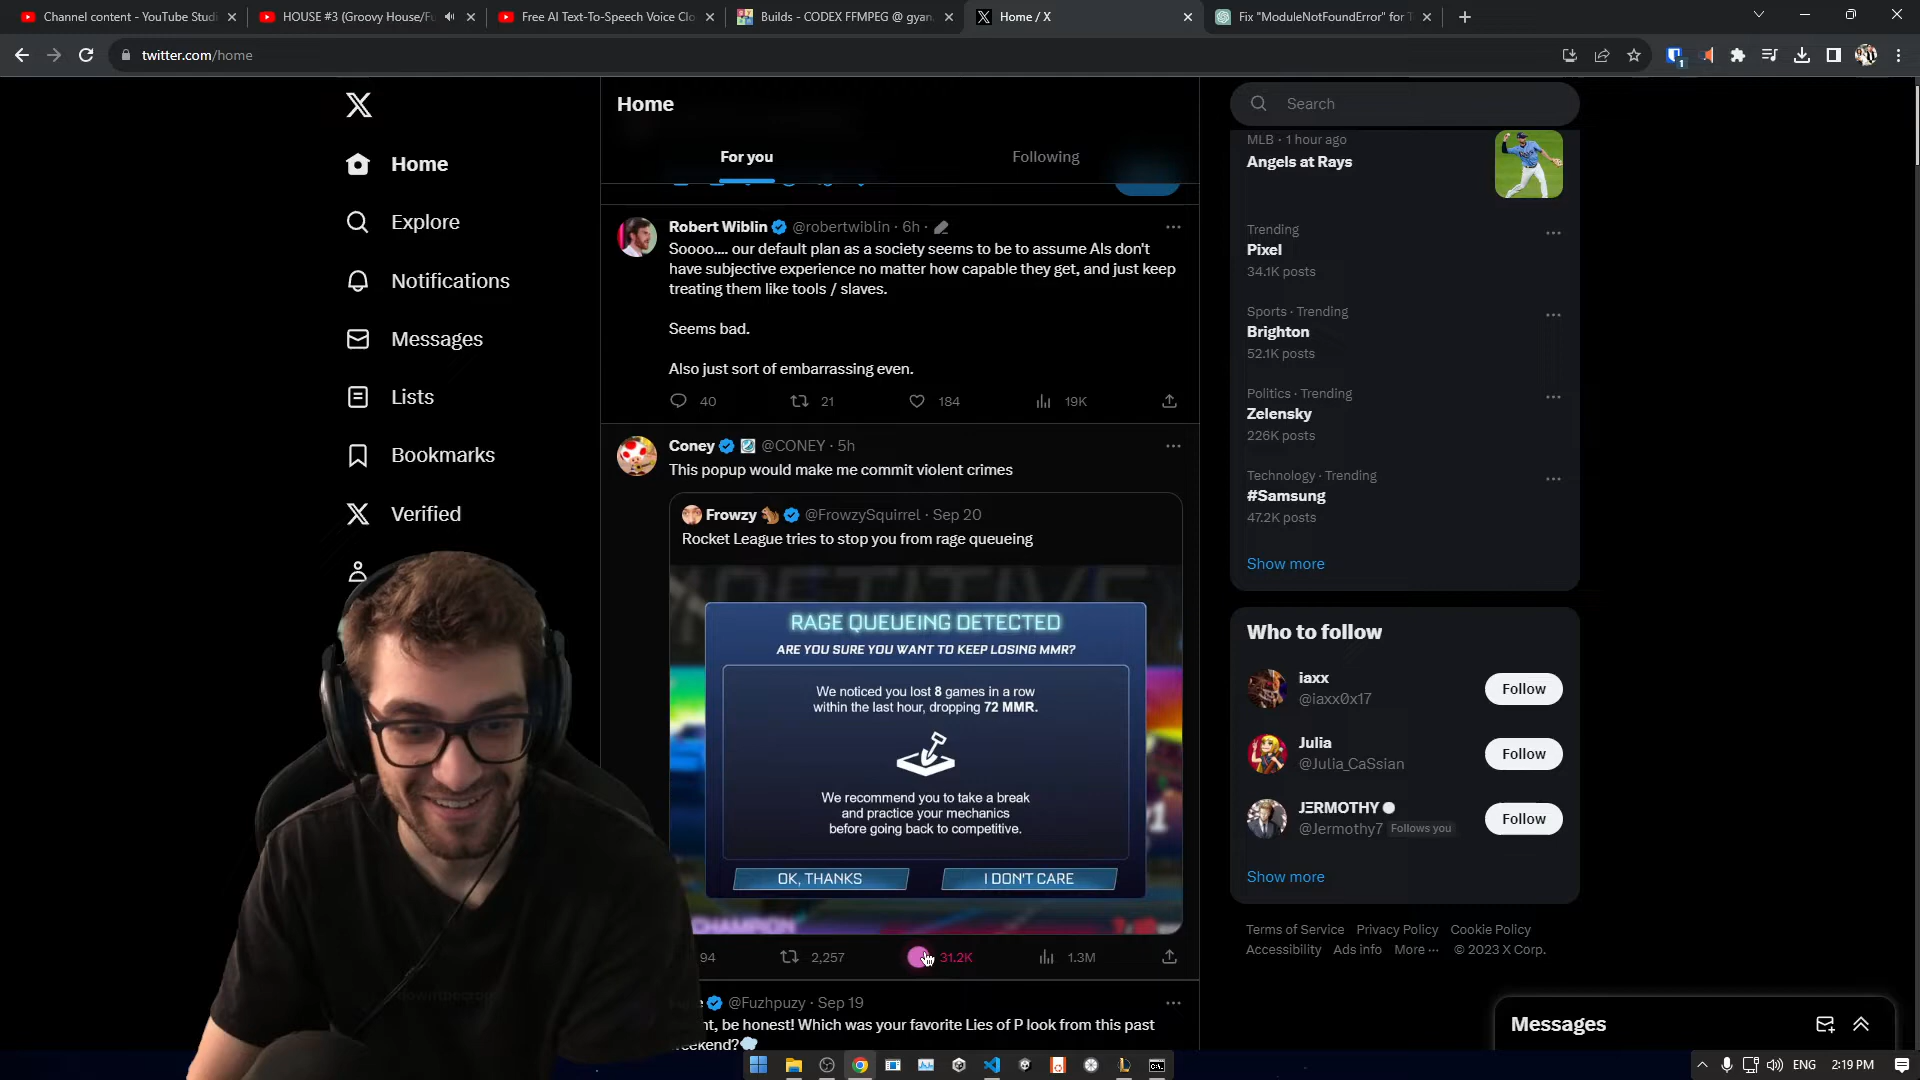 Channel content - YouTube Studi
HOUSE #3 (Groovy House/Fu
Free AI Text-To-Speech Voice Clo
Builds - CODEX FFMPEG @ gyan.
Home / X
Fix "ModuleNotFoundError" for T
twitter.com/home
1
Home
Explore
Notifications
Messages
Lists
Bookmarks
Verified
Home
For you
Following
Robert Wiblin @robertwiblin · 6h ·
Soooo.... our default plan as a society seems to be to assume AIs don't
have subjective experience no matter how capable they get, and just keep
treating them like tools / slaves.
Seems bad.
Also just sort of embarrassing even.
40
21
184
19K
Coney @CONEY · 5h
This popup would make me commit violent crimes
Frowzy @FrowzySquirrel · Sep 20
Rocket League tries to stop you from rage queueing
RAGE QUEUEING DETECTED
ARE YOU SURE YOU WANT TO KEEP LOSING MMR?
We noticed you lost 8 games in a row
within the last hour, dropping 72 MMR.
We recommend you to take a break
and practice your mechanics
before going back to competitive.
OK, THANKS
I DON'T CARE
CHAMPION
94
2,257
31.2K
1.3M
@Fuzhpuzy · Sep 19
nt, be honest! Which was your favorite Lies of P look from this past
eekend?
Search
MLB · 1 hour ago
Angels at Rays
Trending
Pixel
34.1K posts
Sports · Trending
Brighton
52.1K posts
Politics · Trending
Zelensky
226K posts
Technology · Trending
#Samsung
47.2K posts
Show more
Who to follow
iaxx
@iaxx0x17
Follow
Julia
@Julia_CaSsian
Follow
JΞRMOTHY
@Jermothy7 Follows you
Follow
Show more
Terms of Service Privacy Policy Cookie Policy
Accessibility Ads info More ··· © 2023 X Corp.
Messages
ENG
2:19 PM